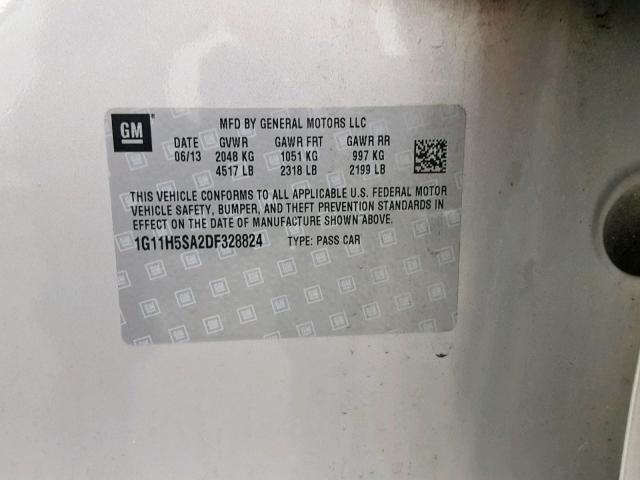 GM
MFD BY GENERAL MOTORS LLC
DATE GVWR GAWR FRT GAWR RR
06/13 2048 KG 1051 KG 997 KG
4517 LB 2318 LB 2199 LB
THIS VEHICLE CONFORMS TO ALL APPLICABLE U.S. FEDERAL MOTOR
VEHICLE SAFETY, BUMPER, AND THEFT PREVENTION STANDARDS IN
EFFECT ON THE DATE OF MANUFACTURE SHOWN ABOVE.
1G11H5SA2DF328824 TYPE: PASS CAR